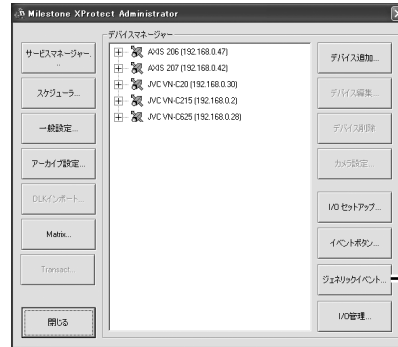 Milestone XProtect Administrator
デバイスマネージャー
サービスマネージャー...
スケジューラ...
一般設定...
アーカイブ設定...
DLKインポート...
Matrix...
Transact...
閉じる
AXIS 206 (192.168.0.47)
AXIS 207 (192.168.0.42)
JVC VN-C20 (192.168.0.30)
JVC VN-C215 (192.168.0.2)
JVC VN-C625 (192.168.0.28)
デバイス追加...
デバイス編集...
デバイス削除
カメラ設定...
I/O セットアップ...
イベントボタン...
ジェネリックイベント...
I/O管理...